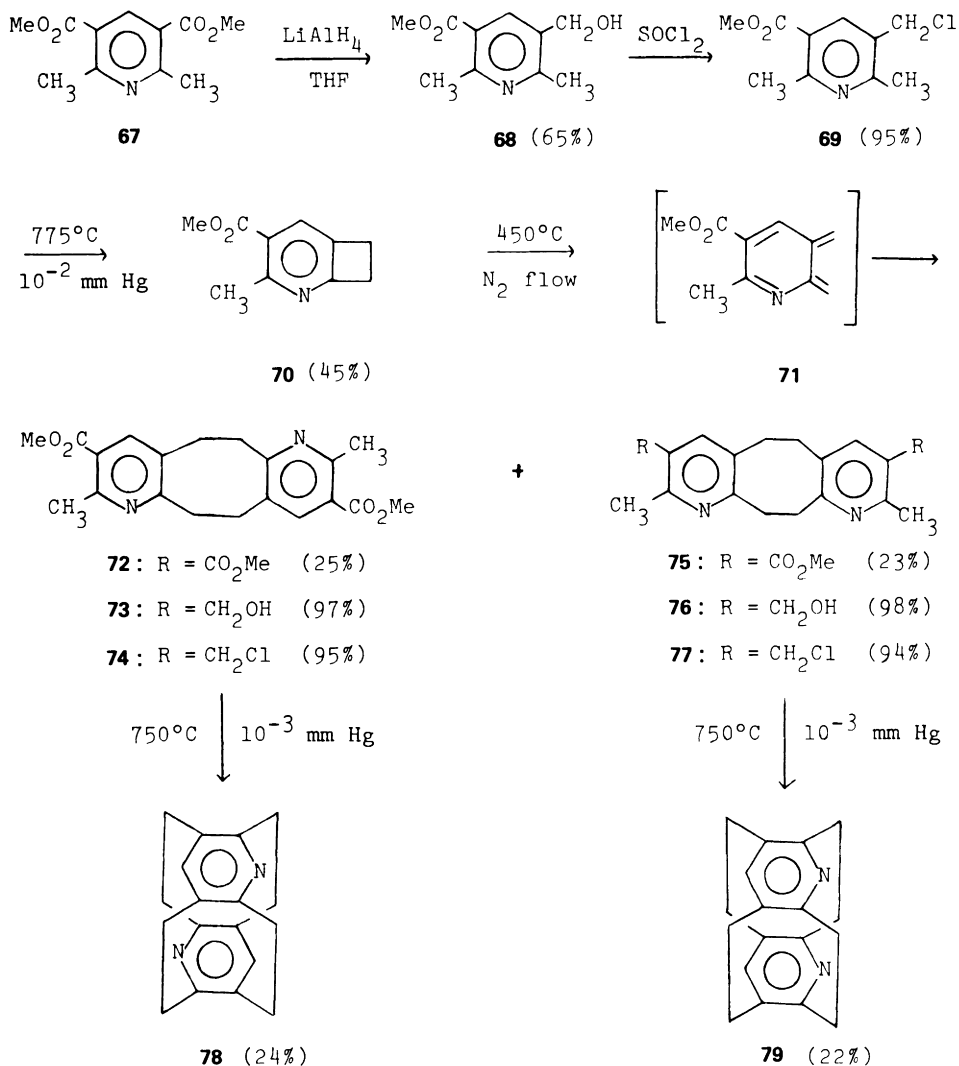 MeO2C CO2Me LiAlH4 MeO2C CH2OH SOCl2 MeO2C CH2Cl
CH3 N CH3 THF CH3 N CH3 CH3 N CH3
67 68 (65%) 69 (95%)
775°C MeO2C 450°C MeO2C
10-2 mm Hg CH3 N N2 flow CH3 N
70 (45%) 71
MeO2C N CH3 + R R
CH3 N CO2Me CH3 N N CH3
72: R = CO2Me (25%) 75: R = CO2Me (23%)
73: R = CH2OH (97%) 76: R = CH2OH (98%)
74: R = CH2Cl (95%) 77: R = CH2Cl (94%)
750°C 10-3 mm Hg 750°C 10-3 mm Hg
N N
N N
78 (24%) 79 (22%)